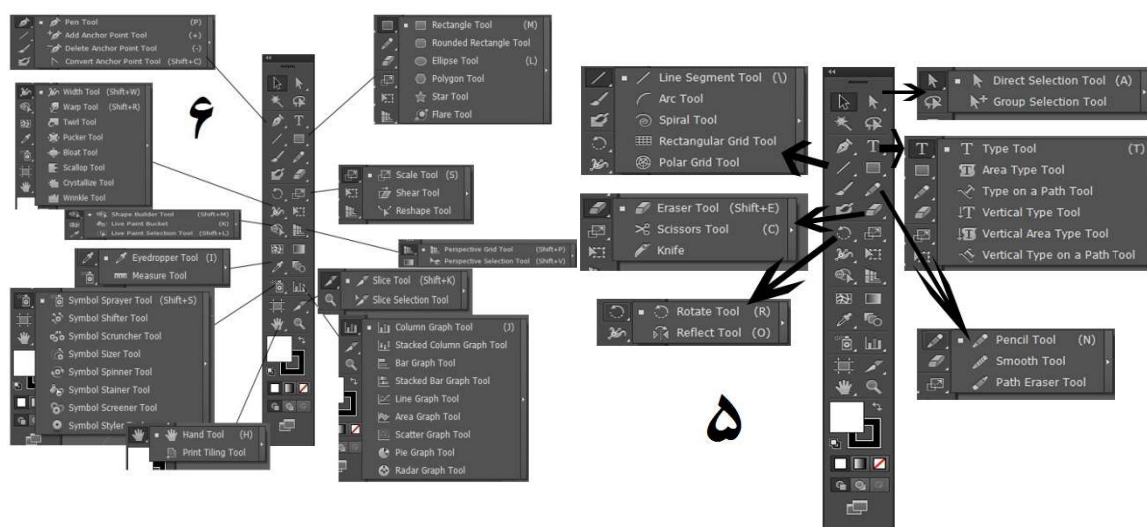 Pen Tool (P)
Add Anchor Point Tool (+)
Delete Anchor Point Tool (-)
Convert Anchor Point Tool (Shift+C)
Width Tool (Shift+W)
Warp Tool (Shift+R)
Twirl Tool
Pucker Tool
Bloat Tool
Scallop Tool
Crystallize Tool
Wrinkle Tool
Shape Builder Tool (Shift+M)
Live Paint Bucket (K)
Live Paint Selection Tool (Shift+L)
Eyedropper Tool (I)
Measure Tool
Symbol Sprayer Tool (Shift+S)
Symbol Shifter Tool
Symbol Scruncher Tool
Symbol Sizer Tool
Symbol Spinner Tool
Symbol Stainer Tool
Symbol Screener Tool
Symbol Styler
Hand Tool (H)
Print Tiling Tool
۶
Rectangle Tool (M)
Rounded Rectangle Tool
Ellipse Tool (L)
Polygon Tool
Star Tool
Flare Tool
Scale Tool (S)
Shear Tool
Reshape Tool
Perspective Grid Tool (Shift+P)
Perspective Selection Tool (Shift+V)
Slice Tool (Shift+K)
Slice Selection Tool
Column Graph Tool (J)
Stacked Column Graph Tool
Bar Graph Tool
Stacked Bar Graph Tool
Line Graph Tool
Area Graph Tool
Scatter Graph Tool
Pie Graph Tool
Radar Graph Tool
Line Segment Tool (\)
Arc Tool
Spiral Tool
Rectangular Grid Tool
Polar Grid Tool
Eraser Tool (Shift+E)
Scissors Tool (C)
Knife
Rotate Tool (R)
Reflect Tool (O)
۵
Direct Selection Tool (A)
Group Selection Tool
Type Tool (T)
Area Type Tool
Type on a Path Tool
Vertical Type Tool
Vertical Area Type Tool
Vertical Type on a Path Tool
Pencil Tool (N)
Smooth Tool
Path Eraser Tool